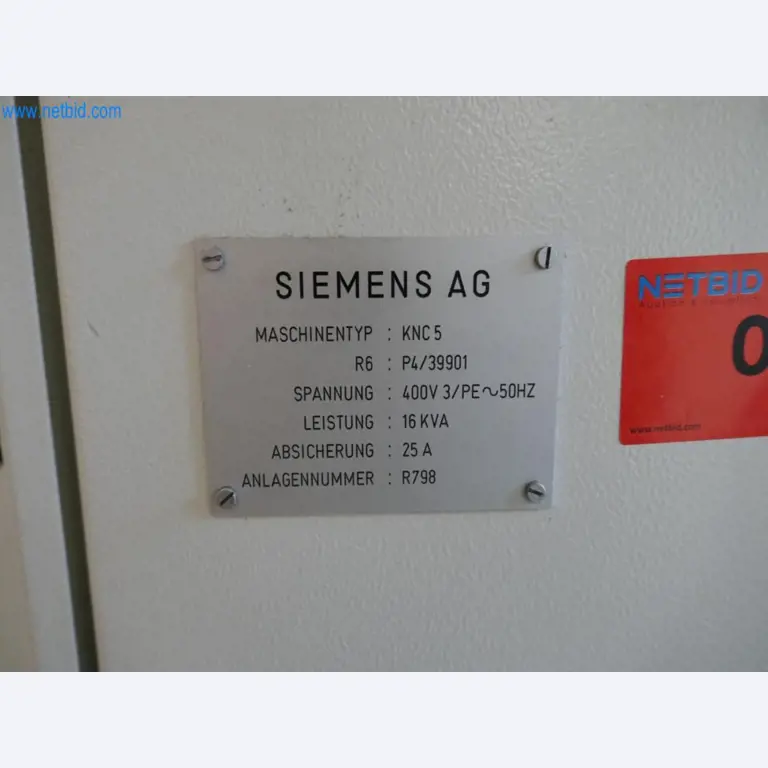 www.netbid.com
SIEMENS AG
MASCHINENTYP : KNC 5
R6 : P4/39901
SPANNUNG : 400V 3/PE~50HZ
LEISTUNG : 16 KVA
ABSICHERUNG : 25 A
ANLAGENNUMMER : R798
NETBID
0
www.netbid.com